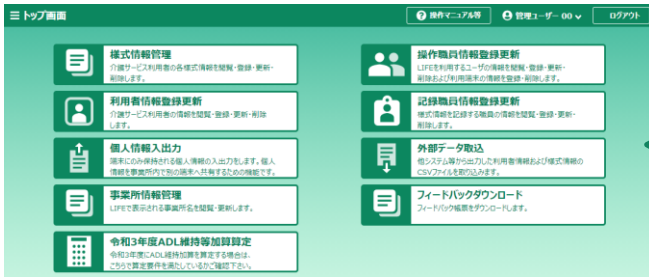 トップ画面
操作マニュアル等
管理ユーザー 00
ログアウト
様式情報管理
介護サービス利用者の各様式情報を閲覧・登録・更新・
削除します。
利用者情報登録更新
介護サービス利用者の情報を閲覧・登録・更新・削除
します。
個人情報入出力
端末にのみ保持される個人情報の入出力をします。個人
情報を事業所内で別の端末へ共有するための機能です。
事業所情報管理
LIFEで表示される事業所名を閲覧・更新します。
令和3年度ADL維持等加算算定
令和3年度にADL維持加算を算定する場合は、
こちらで算定要件を満たしているかご確認下さい。
操作職員情報登録更新
LIFEを利用するユーザの情報を閲覧・登録・更新・
削除および利用端末の情報を登録・削除します。
記録職員情報登録更新
様式情報を記録する職員の情報を閲覧・登録・更新・
削除します。
外部データ取込
他システム等から出力した利用者情報および様式情報の
CSVファイルを取り込みます。
フィードバックダウンロード
フィードバック帳票をダウンロードします。